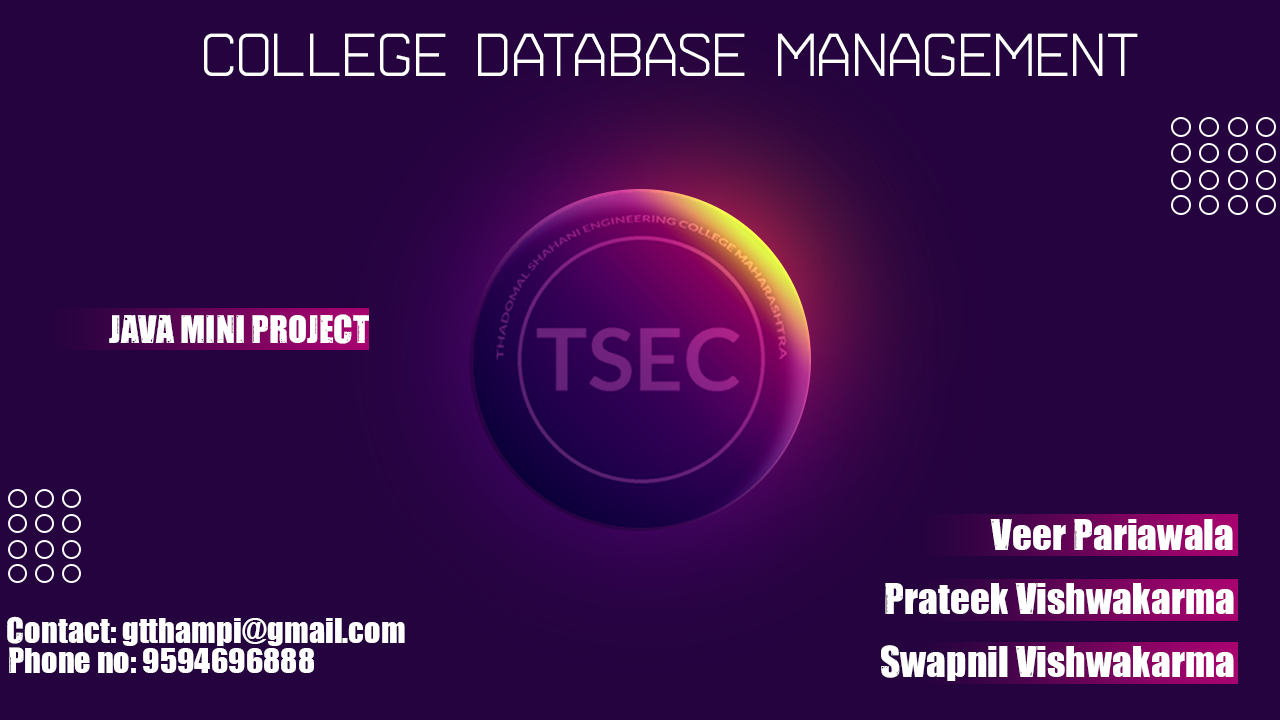 COLLEGE DATABASE MANAGEMENT
THADOMAL SHAHANI ENGINEERING COLLEGE MAHARASHTRA
TSEC
JAVA MINI PROJECT
Veer Pariawala
Prateek Vishwakarma
Swapnil Vishwakarma
Contact: gtthampi@gmail.com
Phone no: 9594696888